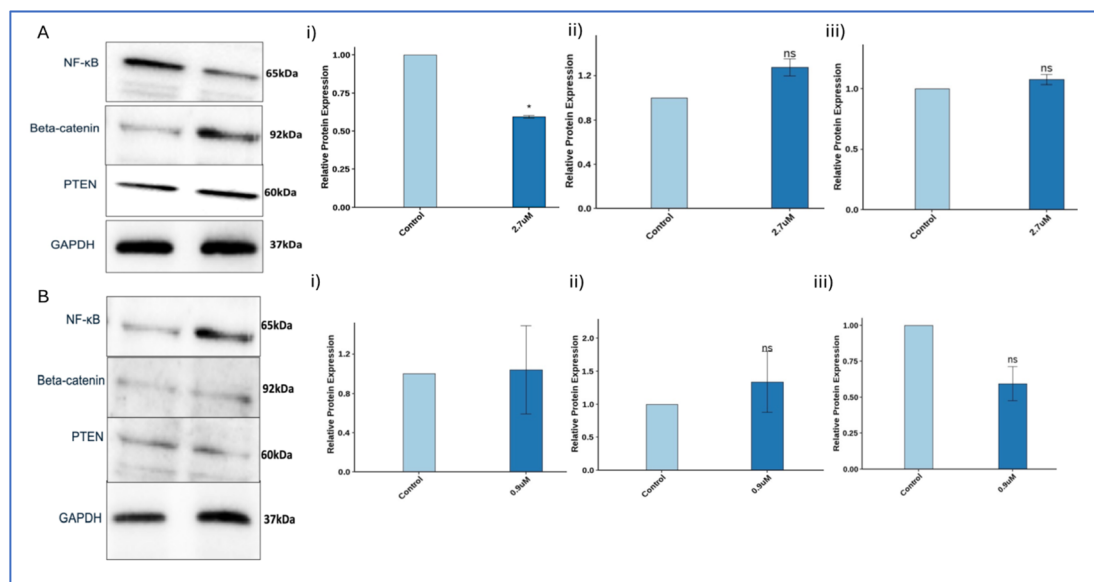 A
NF-κB
65kDa
Beta-catenin
92kDa
PTEN
60kDa
GAPDH
37kDa
i)
Relative Protein Expression
1.00
0.75
0.50
0.25
0.00
*
Control
2.7uM
ii)
Relative Protein Expression
1.2
0.8
0.4
0.0
ns
Control
2.7uM
iii)
Relative Protein Expression
1.0
0.5
0.0
ns
Control
2.7uM
B
NF-κB
65kDa
Beta-catenin
92kDa
PTEN
60kDa
GAPDH
37kDa
i)
Relative Protein Expression
1.2
0.8
0.4
0.0
Control
0.9uM
ii)
Relative Protein Expression
2.0
1.5
1.0
0.5
0.0
ns
Control
0.9uM
iii)
Relative Protein Expression
1.00
0.75
0.50
0.25
0.00
ns
Control
0.9uM